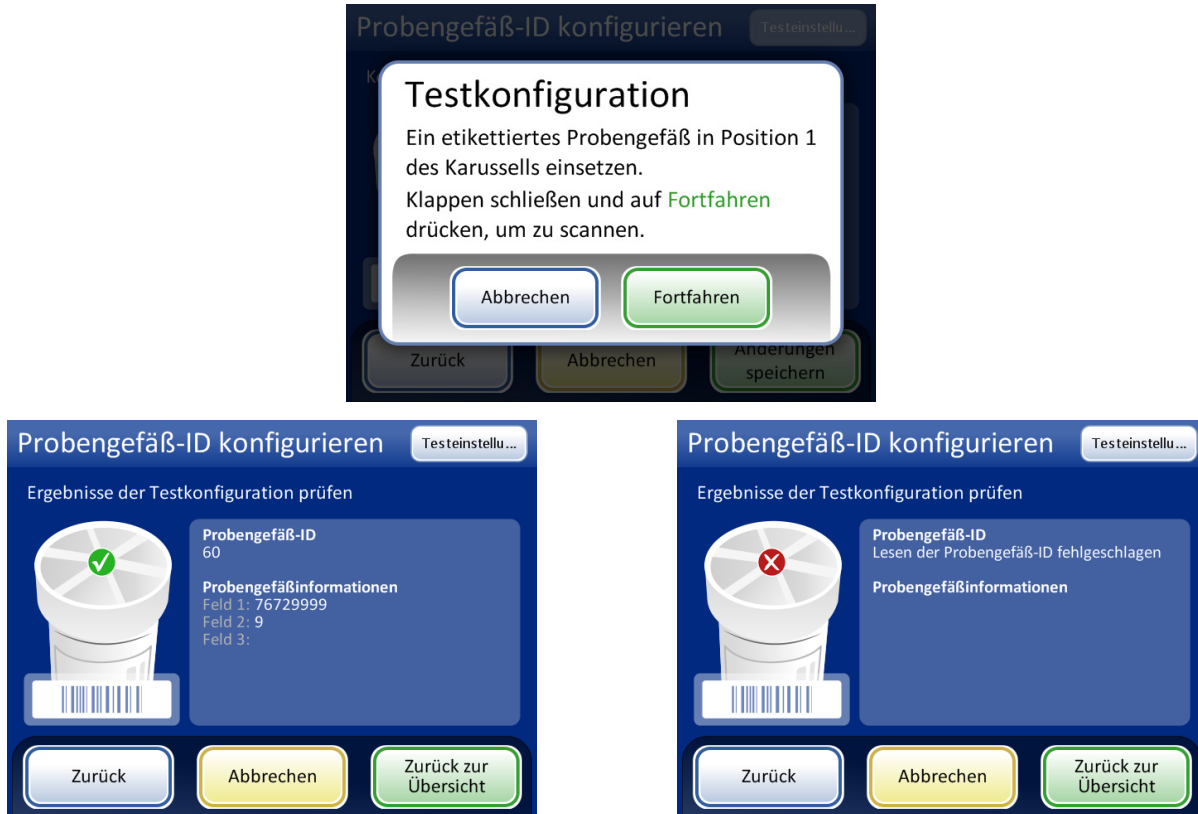 Probengefäß-ID konfigurieren
Testeinstellu...
Testkonfiguration
Ein etikettiertes Probengefäß in Position 1
des Karussells einsetzen.
Klappen schließen und auf Fortfahren
drücken, um zu scannen.
Abbrechen
Fortfahren
Zurück
Abbrechen
Änderungen
speichern
Probengefäß-ID konfigurieren
Testeinstellu...
Ergebnisse der Testkonfiguration prüfen
Probengefäß-ID
60
Probengefäßinformationen
Feld 1: 76729999
Feld 2: 9
Feld 3:
Zurück
Abbrechen
Zurück zur
Übersicht
Probengefäß-ID konfigurieren
Testeinstellu...
Ergebnisse der Testkonfiguration prüfen
Probengefäß-ID
Lesen der Probengefäß-ID fehlgeschlagen
Probengefäßinformationen
Zurück
Abbrechen
Zurück zur
Übersicht